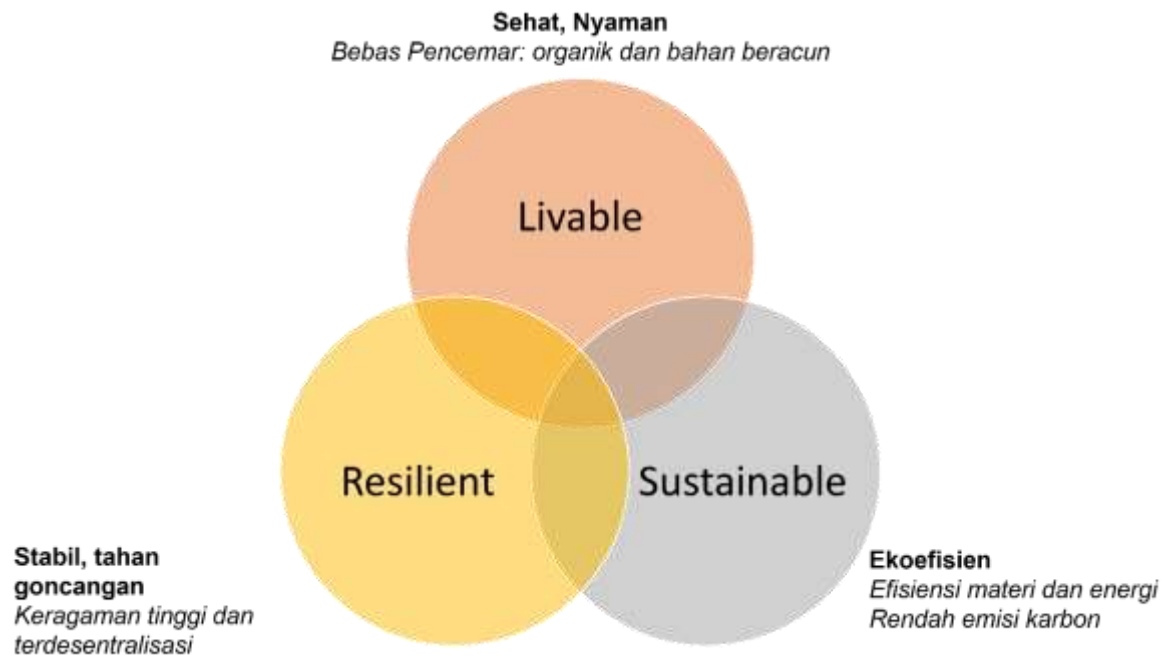 Sehat, Nyaman
Bebas Pencemar: organik dan bahan beracun
Livable
Resilient
Sustainable
Stabil, tahan
goncangan
Keragaman tinggi dan
terdesentralisasi
Ekoefisien
Efisiensi materi dan energi
Rendah emisi karbon